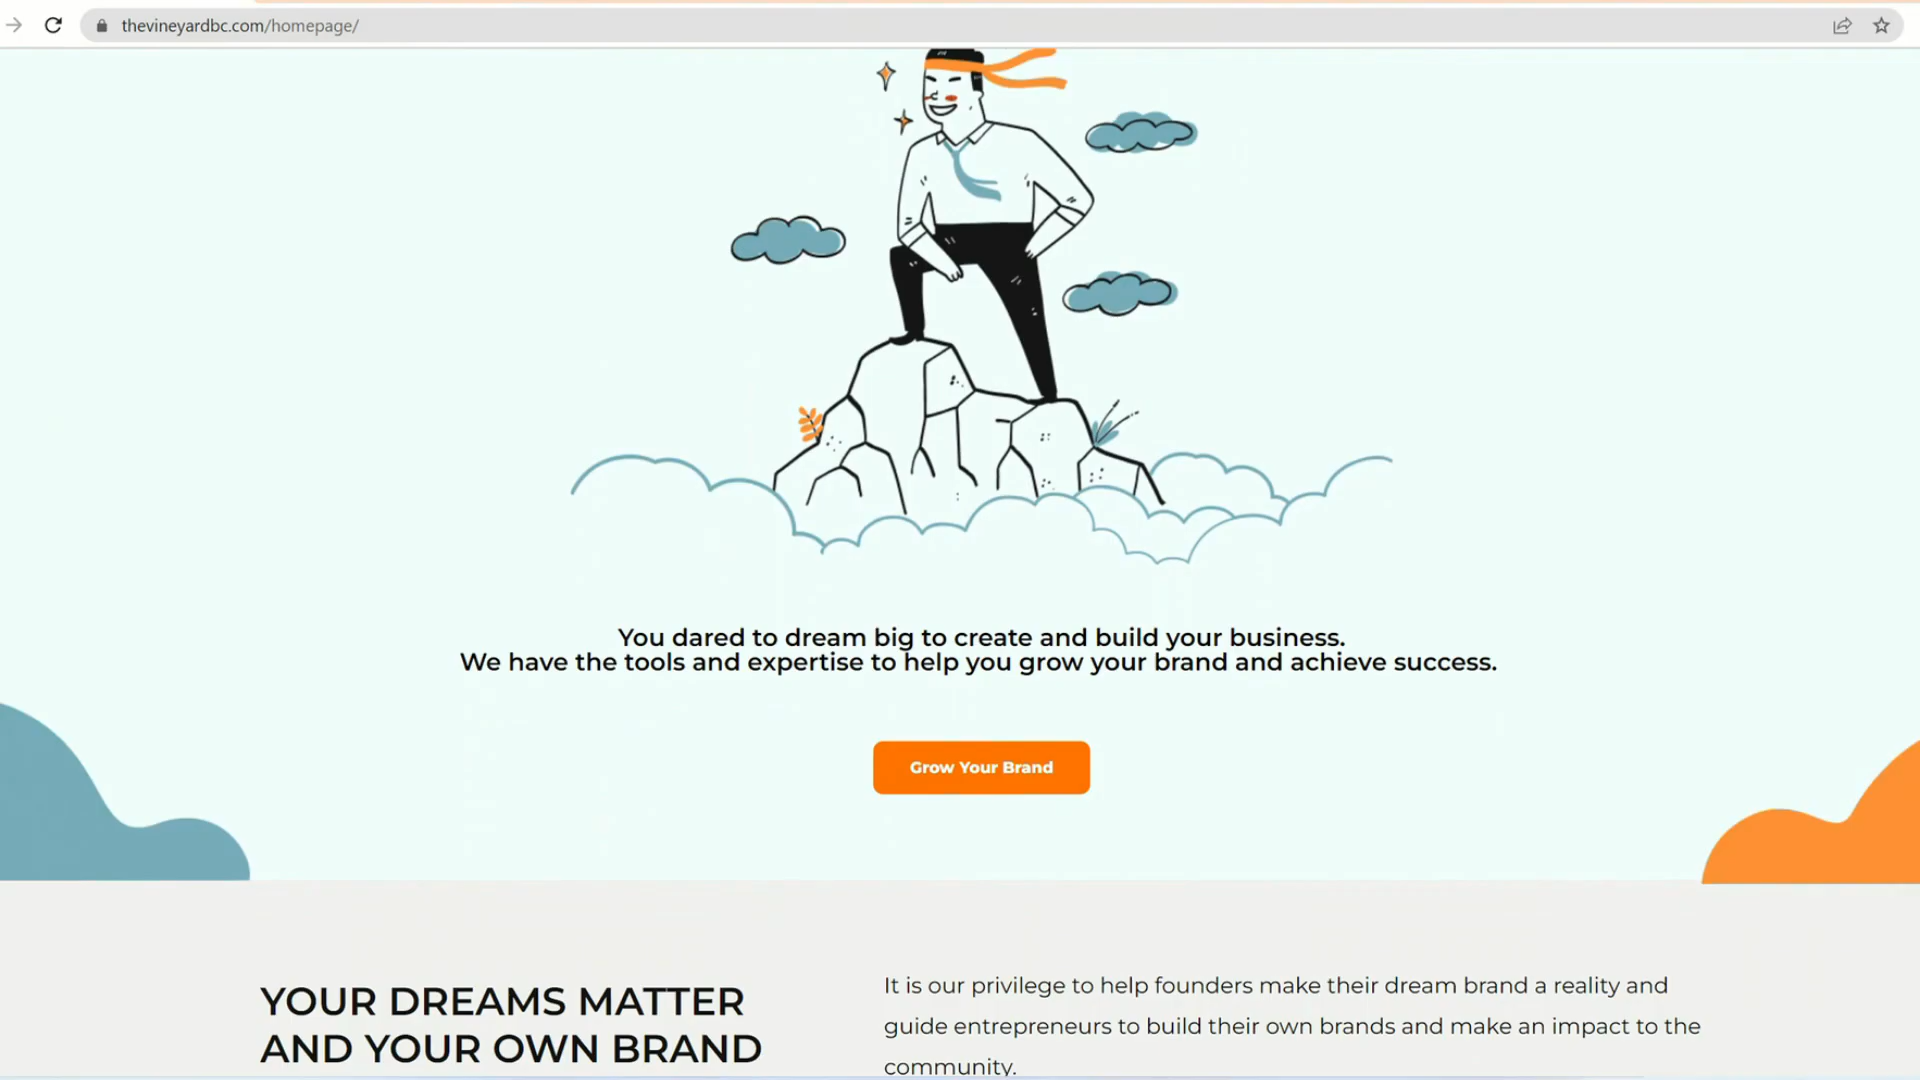 thevineyardbc.com/homepage/
You dared to dream big to create and build your business.
We have the tools and expertise to help you grow your brand and achieve success.
Grow Your Brand
YOUR DREAMS MATTER
AND YOUR OWN BRAND
It is our privilege to help founders make their dream brand a reality and
guide entrepreneurs to build their own brands and make an impact to the
community.